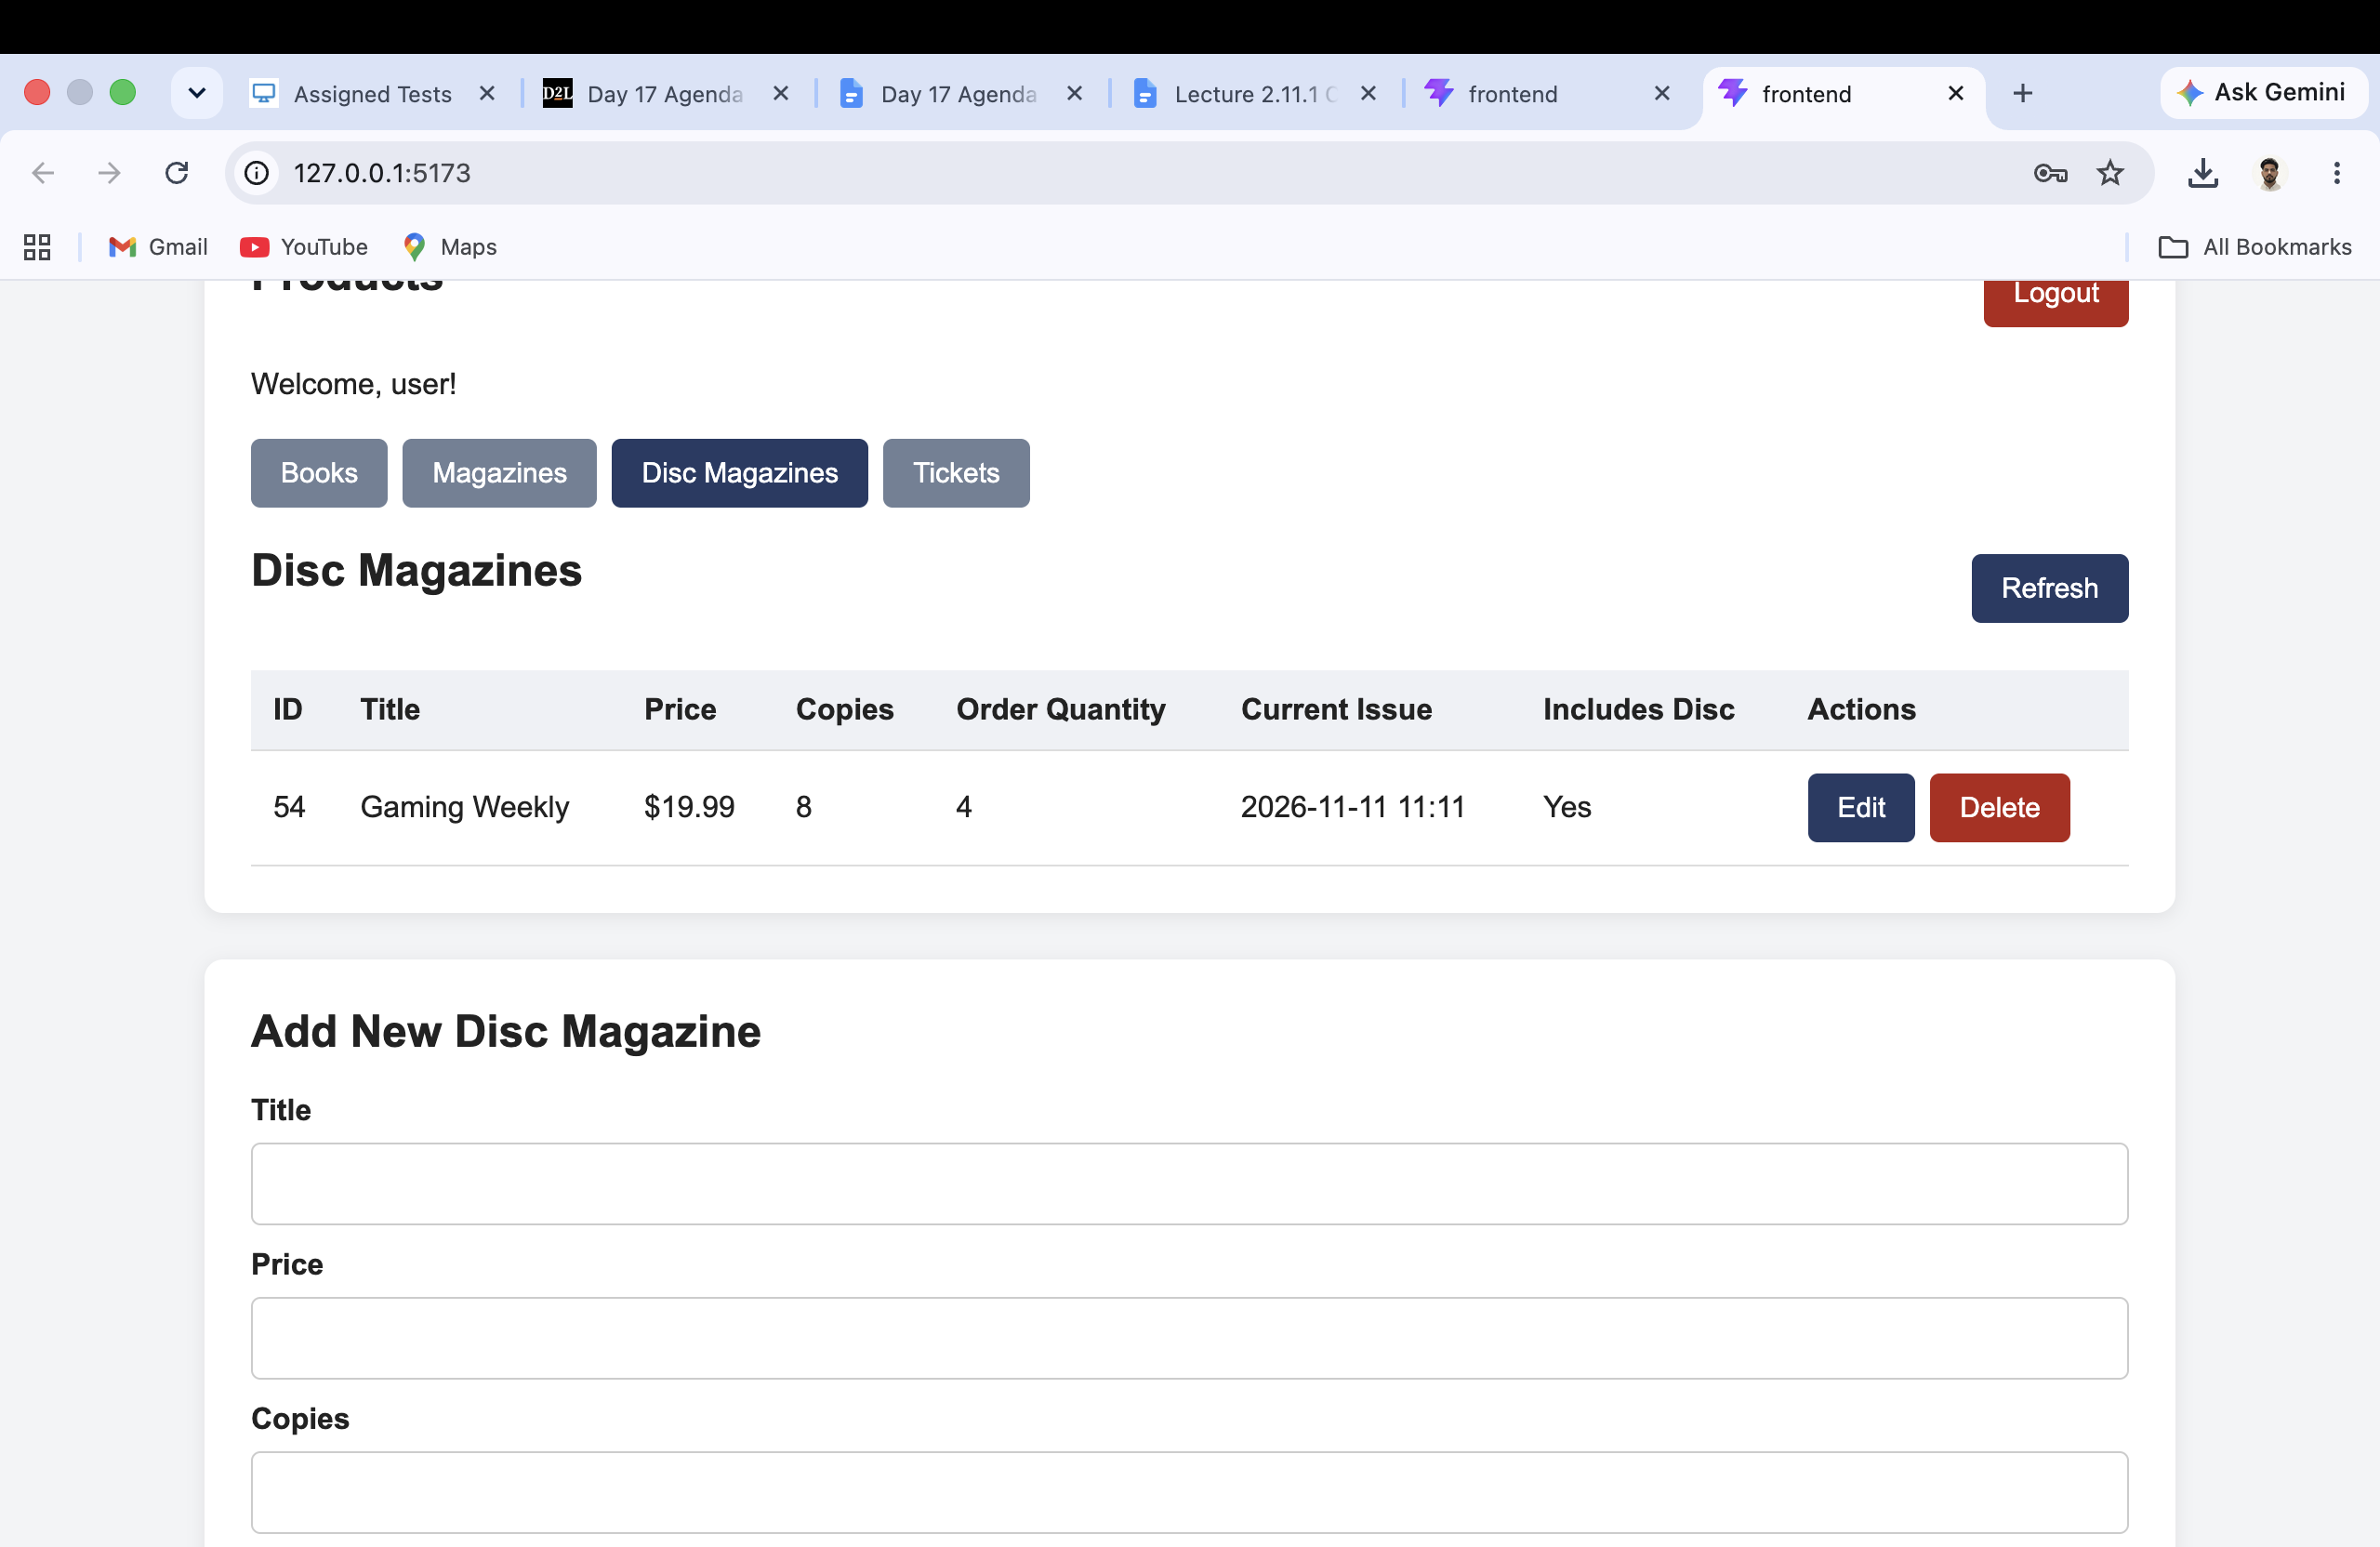 Assigned Tests
D2L Day 17 Agenda
Day 17 Agenda
Lecture 2.11.1
frontend
frontend
Ask Gemini
127.0.0.1:5173
Gmail
YouTube
Maps
All Bookmarks
Products
Logout
Welcome, user!
Books
Magazines
Disc Magazines
Tickets
Disc Magazines
Refresh
ID Title Price Copies Order Quantity Current Issue Includes Disc Actions
54 Gaming Weekly $19.99 8 4 2026-11-11 11:11 Yes Edit Delete
Add New Disc Magazine
Title
Price
Copies